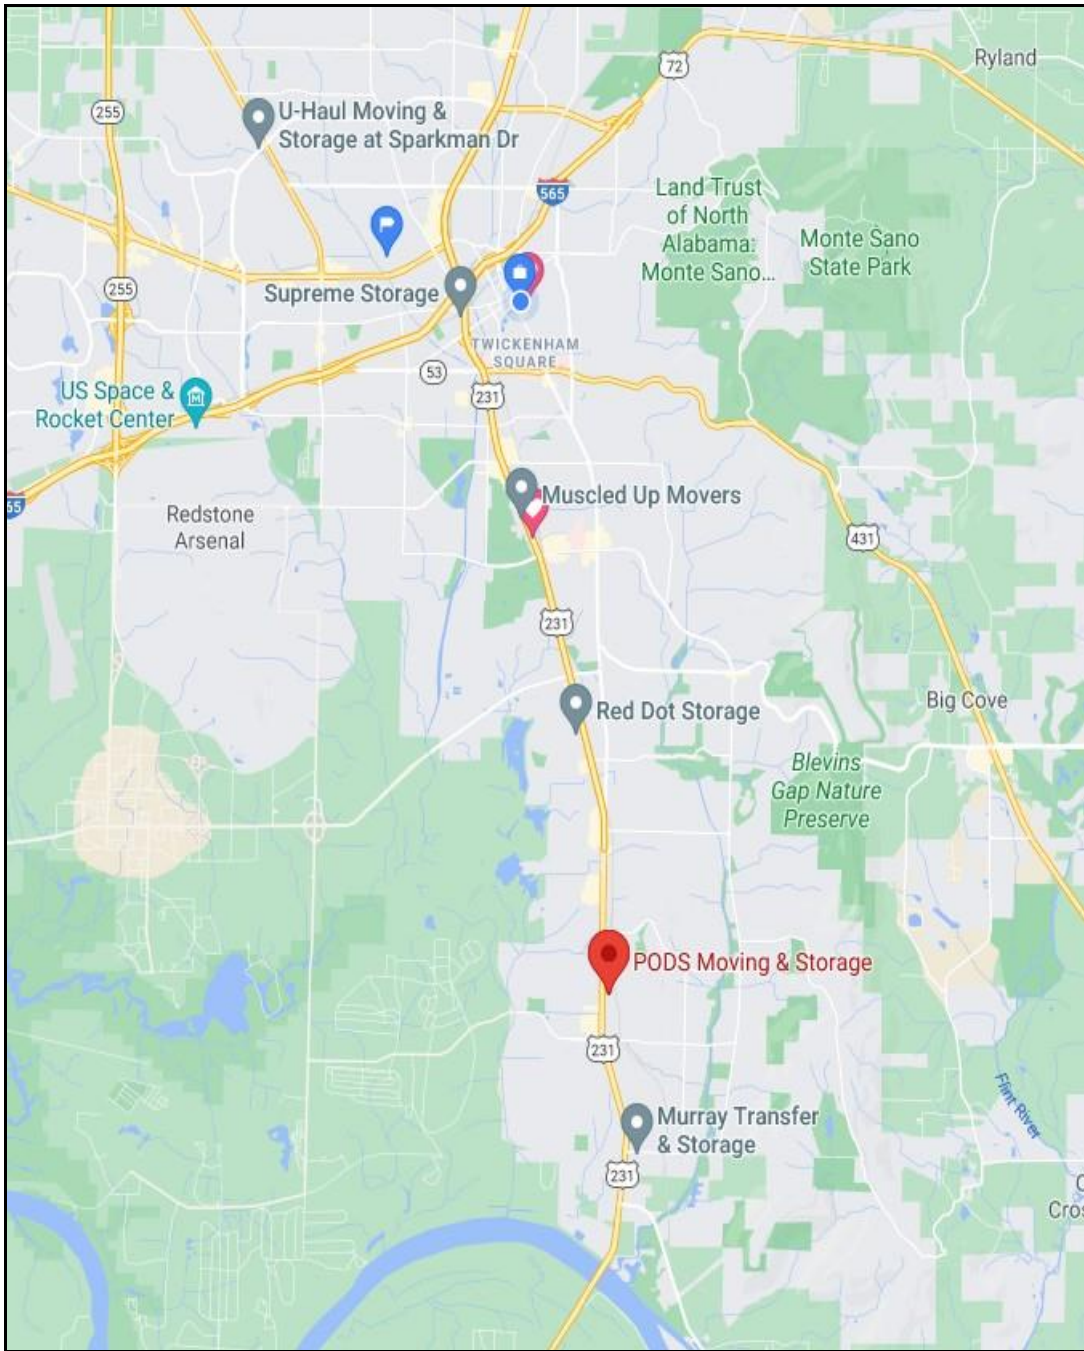 72
Ryland
255
U-Haul Moving &
Storage at Sparkman Dr
565
Land Trust
of North
Alabama:
Monte Sano...
Monte Sano
State Park
255
Supreme Storage
TWICKENHAM
SQUARE
53
US Space &
Rocket Center
231
65
Muscled Up Movers
Redstone
Arsenal
431
231
Red Dot Storage
Big Cove
Blevins
Gap Nature
Preserve
PODS Moving & Storage
231
Flint River
Murray Transfer
& Storage
231
Cros